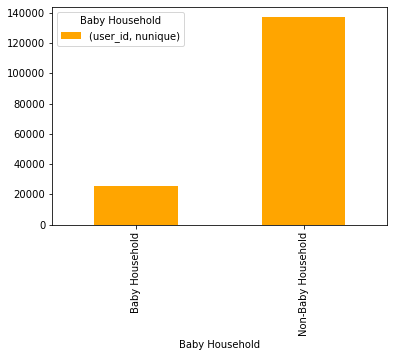 Baby Household
(user_id, nunique)
140000
120000
100000
80000
60000
40000
20000
0
Baby Household
Non-Baby Household
Baby Household